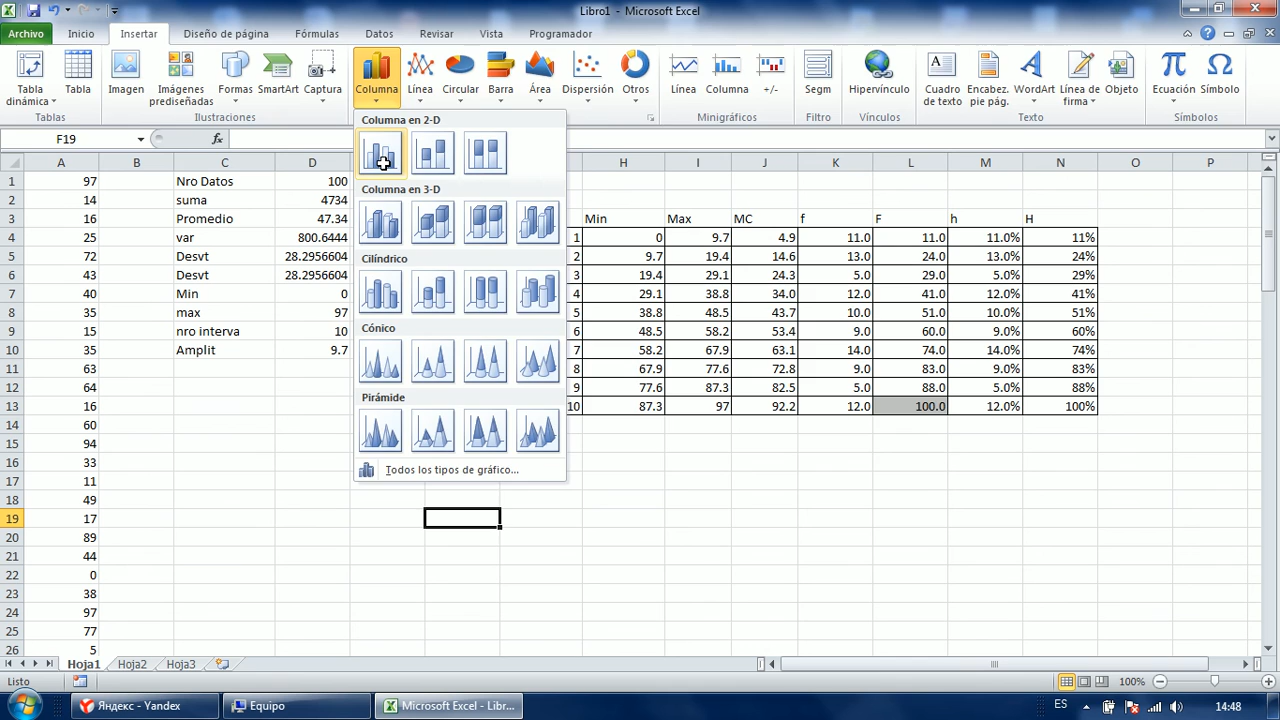 Libro1 - Microsoft Excel
Archivo Inicio Insertar Diseño de página Fórmulas Datos Revisar Vista Programador
Tabla dinámica Tabla Imagen Imágenes prediseñadas Formas SmartArt Captura Columna Línea Circular Barra Área Dispersión Otros Línea Columna +/- Segm Hipervínculo Cuadro de texto Encabez. pie pág. WordArt Línea de firma Objeto Ecuación Símbolo
Tablas Ilustraciones Minigráficos Filtro Vínculos Texto Símbolos
F19 fx
Columna en 2-D
Columna en 3-D
Cilíndrico
Cónico
Pirámide
Todos los tipos de gráfico...
A B C D H I J K L M N O P
1 97 Nro Datos 100
2 14 suma 4734
3 16 Promedio 47.34 Min Max MC f F h H
4 25 var 800.6444 1 0 9.7 4.9 11.0 11.0 11.0% 11%
5 72 Desvt 28.2956604 2 9.7 19.4 14.6 13.0 24.0 13.0% 24%
6 43 Desvt 28.2956604 3 19.4 29.1 24.3 5.0 29.0 5.0% 29%
7 40 Min 0 4 29.1 38.8 34.0 12.0 41.0 12.0% 41%
8 35 max 97 5 38.8 48.5 43.7 10.0 51.0 10.0% 51%
9 15 nro interva 10 6 48.5 58.2 53.4 9.0 60.0 9.0% 60%
10 35 Amplit 9.7 7 58.2 67.9 63.1 14.0 74.0 14.0% 74%
11 63 8 67.9 77.6 72.8 9.0 83.0 9.0% 83%
12 64 9 77.6 87.3 82.5 5.0 88.0 5.0% 88%
13 16 10 87.3 97 92.2 12.0 100.0 12.0% 100%
14 60
15 94
16 33
17 11
18 49
19 17
20 89
21 44
22 0
23 38
24 97
25 77
26 5
Hoja1 Hoja2 Hoja3
Listo 100%
Яндекс - Yandex Equipo Microsoft Excel - Lib... ES 14:48